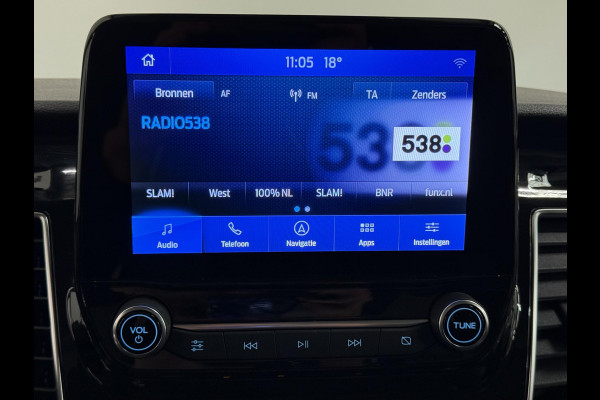 11:05 18°
Bronnen AF FM TA Zenders
RADIO538
538
538
SLAM! West 100% NL SLAM! BNR funx.nl
Audio Telefoon Navigatie Apps Instellingen
VOL TUNE